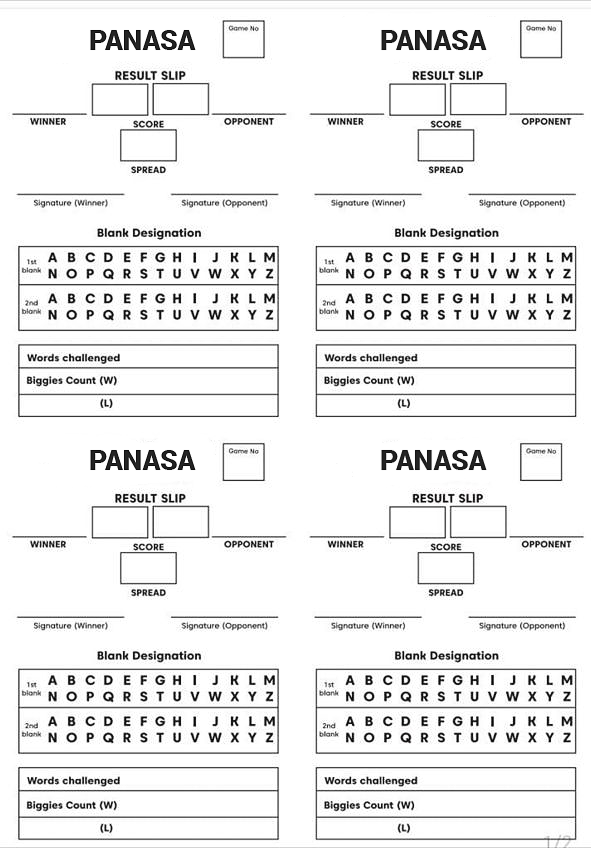 PANASA
Game No
RESULT SLIP
WINNER
SCORE
OPPONENT
SPREAD
Signature (Winner)
Signature (Opponent)
Blank Designation
1st blank
A B C D E F G H I J K L M
N O P Q R S T U V W X Y Z
2nd blank
A B C D E F G H I J K L M
N O P Q R S T U V W X Y Z
Words challenged
Biggies Count (W)
(L)
PANASA
Game No
RESULT SLIP
WINNER
SCORE
OPPONENT
SPREAD
Signature (Winner)
Signature (Opponent)
Blank Designation
1st blank
A B C D E F G H I J K L M
N O P Q R S T U V W X Y Z
2nd blank
A B C D E F G H I J K L M
N O P Q R S T U V W X Y Z
Words challenged
Biggies Count (W)
(L)
PANASA
Game No
RESULT SLIP
WINNER
SCORE
OPPONENT
SPREAD
Signature (Winner)
Signature (Opponent)
Blank Designation
1st blank
A B C D E F G H I J K L M
N O P Q R S T U V W X Y Z
2nd blank
A B C D E F G H I J K L M
N O P Q R S T U V W X Y Z
Words challenged
Biggies Count (W)
(L)
PANASA
Game No
RESULT SLIP
WINNER
SCORE
OPPONENT
SPREAD
Signature (Winner)
Signature (Opponent)
Blank Designation
1st blank
A B C D E F G H I J K L M
N O P Q R S T U V W X Y Z
2nd blank
A B C D E F G H I J K L M
N O P Q R S T U V W X Y Z
Words challenged
Biggies Count (W)
(L)
1/2